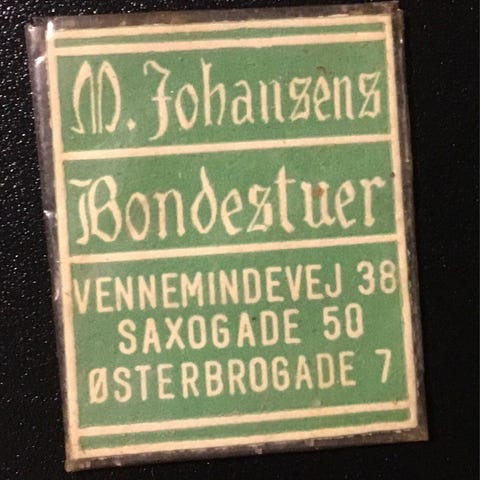 M. Johansens
Bondestuer
VENNEMINDEVEJ 38
SAXOGADE 50
ØSTERBROGADE 7